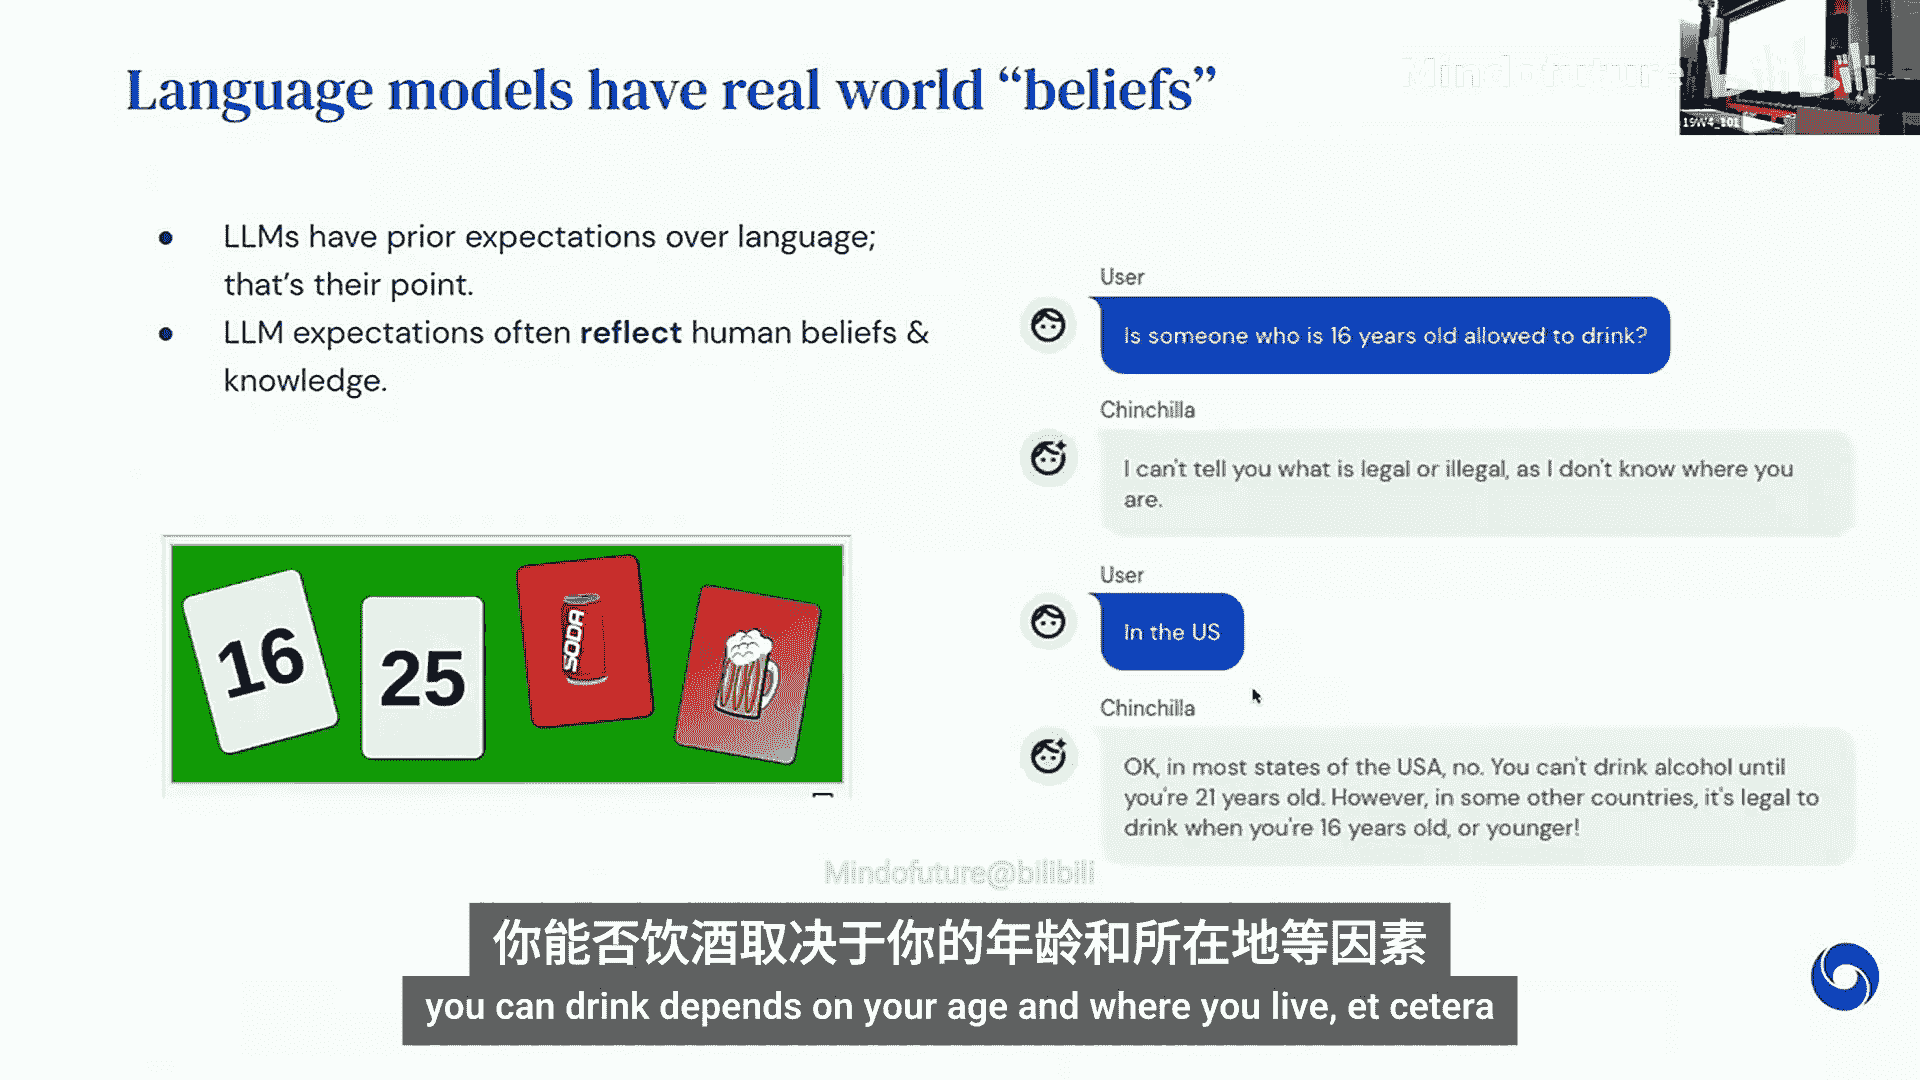 Language models have real world “beliefs”
Mindofuture
bilibili
● LLMs have prior expectations over language;
that’s their point.
● LLM expectations often reflect human beliefs &
knowledge.
16
25
SODA
User
Is someone who is 16 years old allowed to drink?
Chinchilla
I can't tell you what is legal or illegal, as I don't know where you
are.
User
In the US
Chinchilla
OK, in most states of the USA, no. You can't drink alcohol until
you're 21 years old. However, in some other countries, it's legal to
drink when you're 16 years old, or younger!
Mindofuture@bilibili
你能否饮酒取决于你的年龄和所在地等因素
you can drink depends on your age and where you live, et cetera